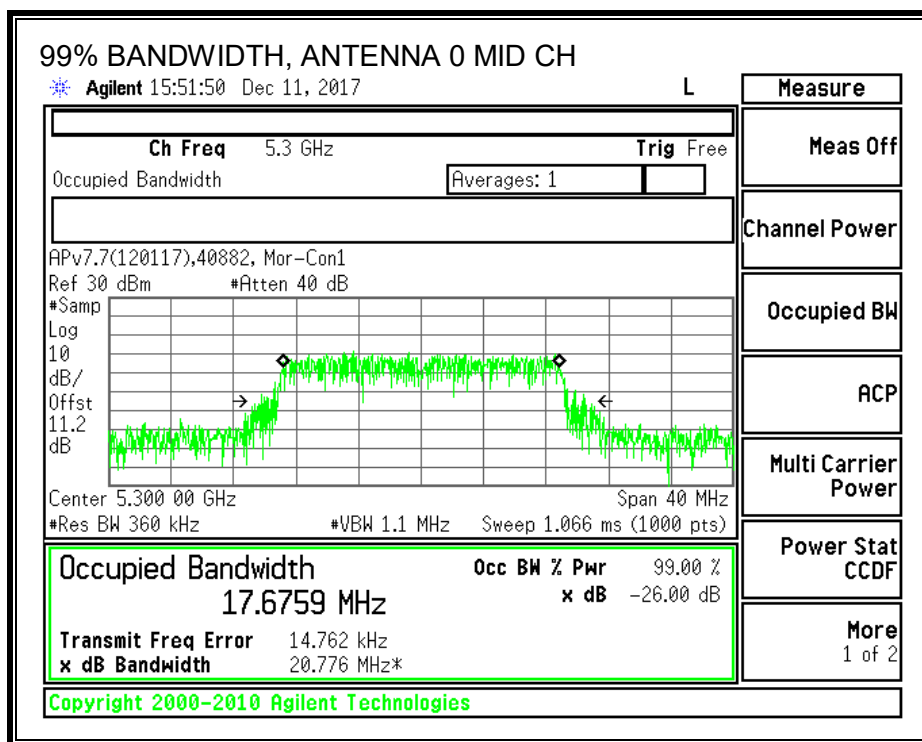 99% BANDWIDTH, ANTENNA 0 MID CH
Agilent 15:51:50 Dec 11, 2017 L
Measure
Ch Freq 5.3 GHz Trig Free
Meas Off
Occupied Bandwidth Averages: 1
Channel Power
APv7.7(120117),40882, Mor-Con1
Ref 30 dBm #Atten 40 dB
#Samp
Log
10
dB/
Offst
11.2
dB
Occupied BW
ACP
Multi Carrier
Power
Center 5.300 00 GHz Span 40 MHz
#Res BW 360 kHz #VBW 1.1 MHz Sweep 1.066 ms (1000 pts)
Power Stat
CCDF
Occupied Bandwidth Occ BW % Pwr 99.00 %
17.6759 MHz x dB -26.00 dB
Transmit Freq Error 14.762 kHz
x dB Bandwidth 20.776 MHz*
More
1 of 2
Copyright 2000-2010 Agilent Technologies